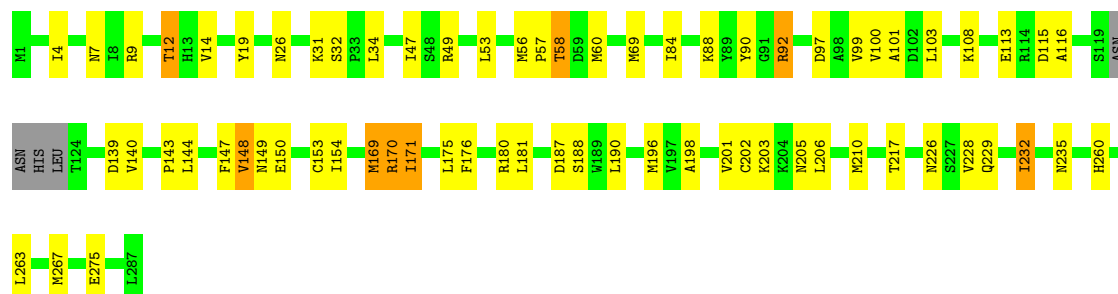 M1 I4 N7 I8 R9 T12 H13 V14 Y19 N26 K31 S32 P33 L34 I47 S48 R49 L53 M56 P57 T58 D59 M60 M69 I84 K88 Y89 Y90 G91 R92 D97 A98 V99 V100 A101 D102 L103 K108 E113 R114 D115 A116 S119 ASN
ASN HIS LEU T124 D139 V140 P143 L144 F147 V148 N149 E150 C153 I154 M169 R170 I171 L175 F176 R180 L181 D187 S188 W189 L190 M196 V197 A198 V201 C202 K203 K204 N205 L206 M210 T217 N226 S227 V228 Q229 I232 N235 H260
L263 M267 E275 L287